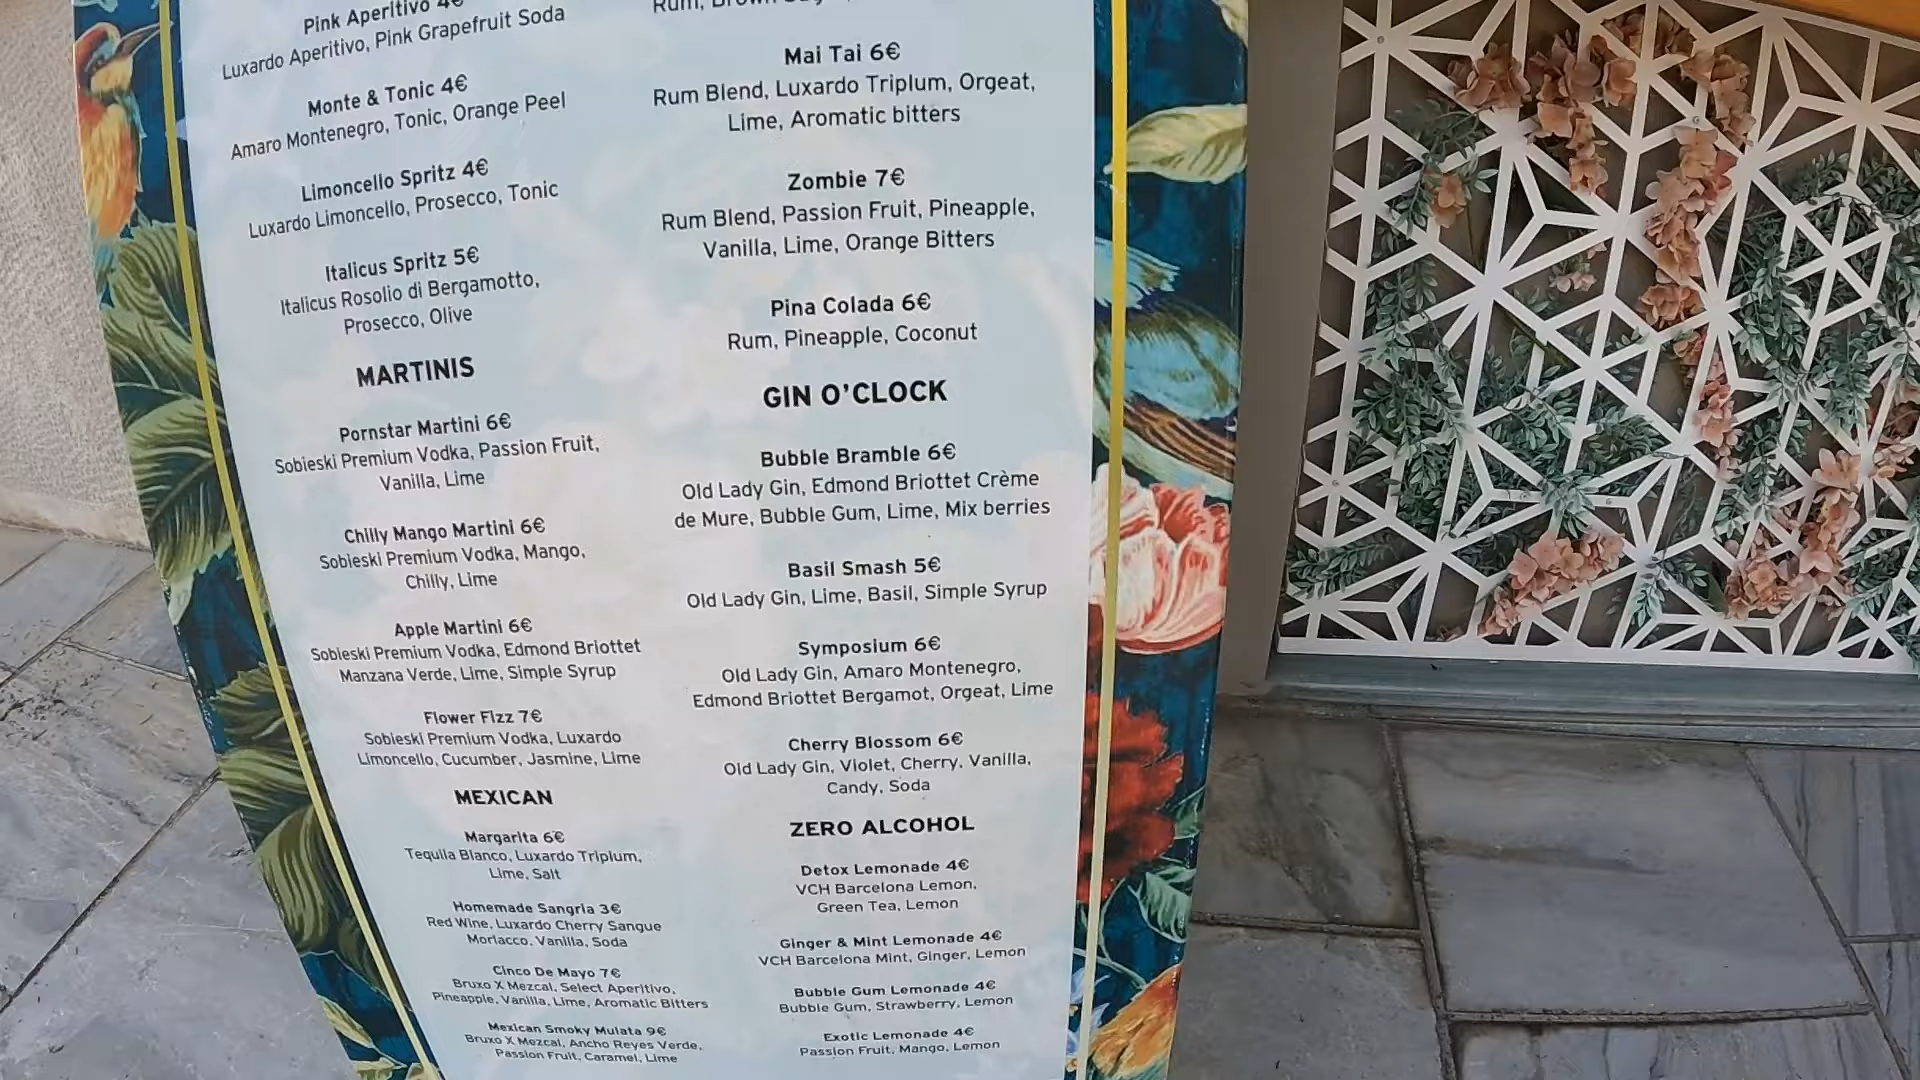 Pink Aperitivo 4€
Luxardo Aperitivo, Pink Grapefruit Soda
Monte & Tonic 4€
Amaro Montenegro, Tonic, Orange Peel
Limoncello Spritz 4€
Luxardo Limoncello, Prosecco, Tonic
Italicus Spritz 5€
Italicus Rosolio di Bergamotto,
Prosecco, Olive
MARTINIS
Pornstar Martini 6€
Sobieski Premium Vodka, Passion Fruit,
Vanilla, Lime
Chilly Mango Martini 6€
Sobieski Premium Vodka, Mango,
Chilly, Lime
Apple Martini 6€
Sobieski Premium Vodka, Edmond Briottet
Manzana Verde, Lime, Simple Syrup
Flower Fizz 7€
Sobieski Premium Vodka, Luxardo
Limoncello, Cucumber, Jasmine, Lime
MEXICAN
Margarita 6€
Tequila Blanco, Luxardo Triplum,
Lime, Salt
Homemade Sangria 3€
Red Wine, Luxardo Cherry Sangue
Morlacco, Vanilla, Soda
Cinco De Mayo 7€
Bruxo X Mezcal, Select Aperitivo,
Pineapple, Vanilla, Lime, Aromatic Bitters
Mexican Smoky Mulata 9€
Bruxo X Mezcal, Ancho Reyes Verde,
Passion Fruit, Caramel, Lime
Rum, Brown
Mai Tai 6€
Rum Blend, Luxardo Triplum, Orgeat,
Lime, Aromatic bitters
Zombie 7€
Rum Blend, Passion Fruit, Pineapple,
Vanilla, Lime, Orange Bitters
Pina Colada 6€
Rum, Pineapple, Coconut
GIN O'CLOCK
Bubble Bramble 6€
Old Lady Gin, Edmond Briottet Crème
de Mure, Bubble Gum, Lime, Mix berries
Basil Smash 5€
Old Lady Gin, Lime, Basil, Simple Syrup
Symposium 6€
Old Lady Gin, Amaro Montenegro,
Edmond Briottet Bergamot, Orgeat, Lime
Cherry Blossom 6€
Old Lady Gin, Violet, Cherry, Vanilla,
Candy, Soda
ZERO ALCOHOL
Detox Lemonade 4€
VCH Barcelona Lemon,
Green Tea, Lemon
Ginger & Mint Lemonade 4€
VCH Barcelona Mint, Ginger, Lemon
Bubble Gum Lemonade 4€
Bubble Gum, Strawberry, Lemon
Exotic Lemonade 4€
Passion Fruit, Mango, Lemon